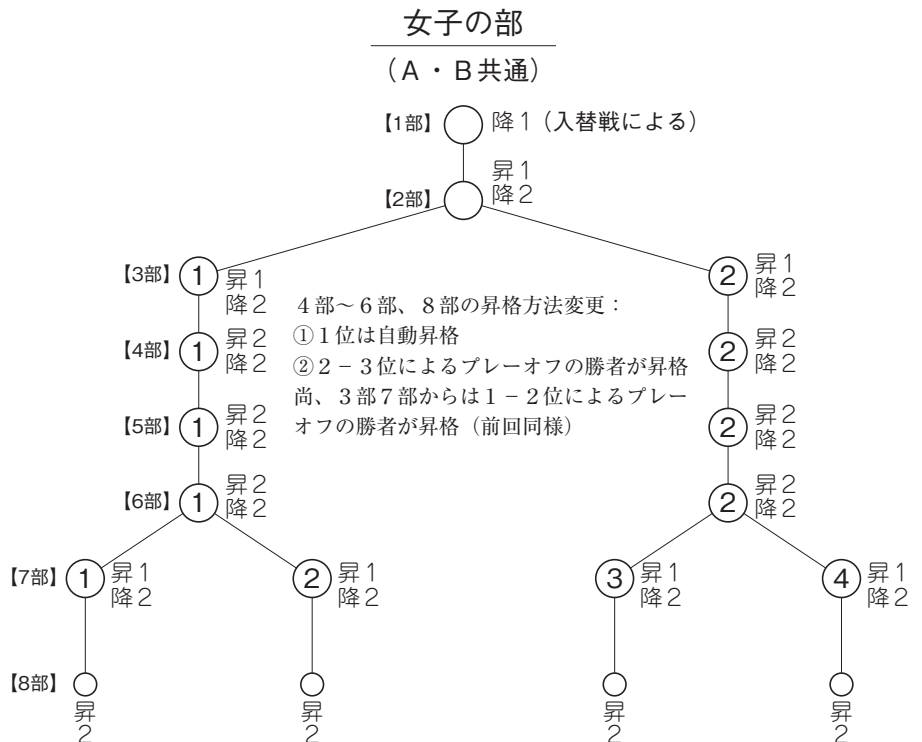 女子の部
（A・B共通）
【1部】 降1（入替戦による）
昇1
【2部】 降2
【3部】 1 昇1 2 昇1
降2 降2
4部～6部、8部の昇格方法変更：
①1位は自動昇格
②2－3位によるプレーオフの勝者が昇格
尚、3部7部からは1－2位によるプレー
オフの勝者が昇格（前回同様）
【4部】 1 昇2 2 昇2
降2 降2
【5部】 1 昇2 2 昇2
降2 降2
【6部】 1 昇2 2 昇2
降2 降2
【7部】 1 昇1 2 昇1 3 昇1 4 昇1
降2 降2 降2 降2
【8部】
昇 昇 昇 昇
2 2 2 2